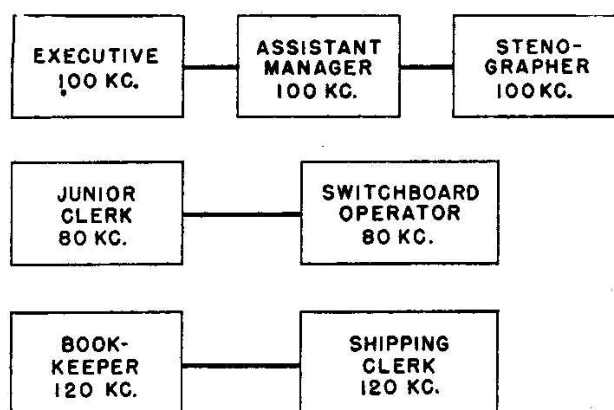 EXECUTIVE
100 KC.
ASSISTANT
MANAGER
100 KC.
STENO-
GRAPHER
100 KC.
JUNIOR
CLERK
80 KC.
SWITCHBOARD
OPERATOR
80 KC.
BOOK-
KEEPER
120 KC.
SHIPPING
CLERK
120 KC.